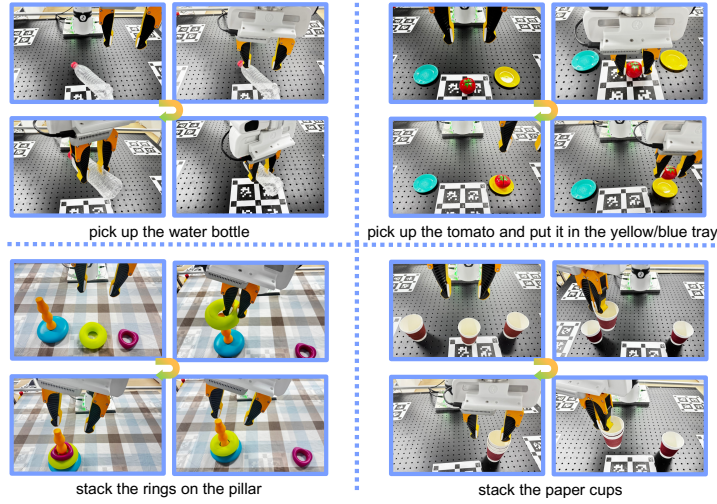 pick up the water bottle
pick up the tomato and put it in the yellow/blue tray
stack the rings on the pillar
stack the paper cups